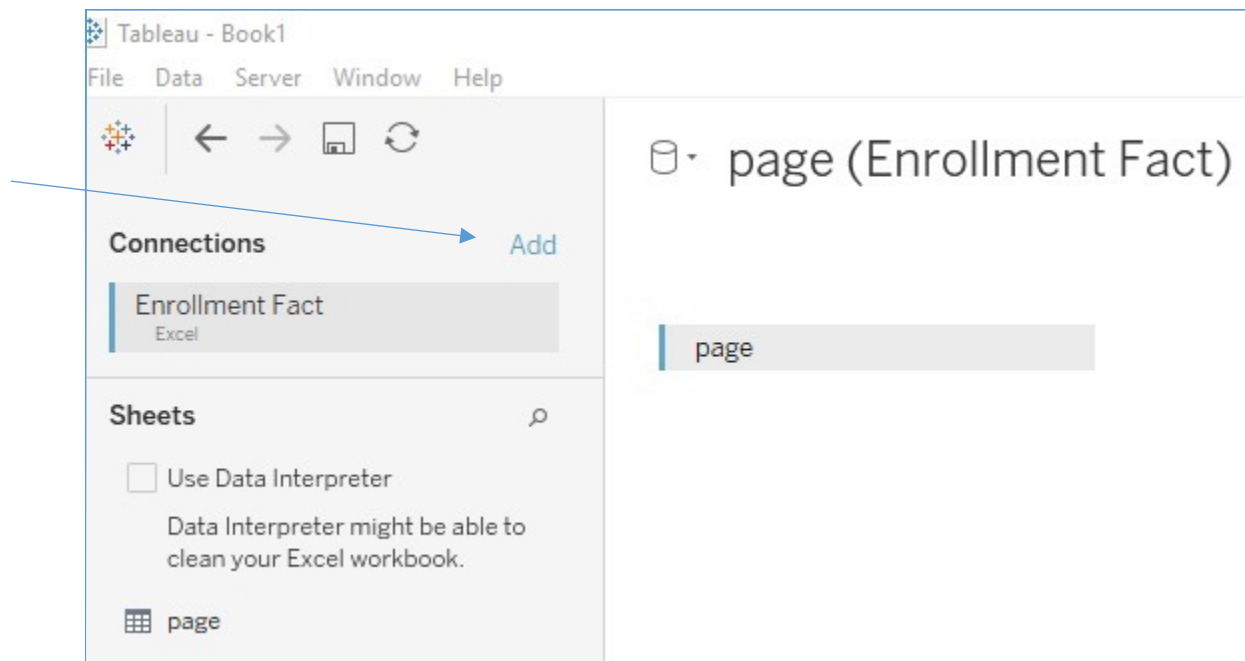 Tableau - Book1
File Data Server Window Help
page (Enrollment Fact)
Connections
Add
Enrollment Fact
Excel
page
Sheets
Use Data Interpreter
Data Interpreter might be able to
clean your Excel workbook.
page